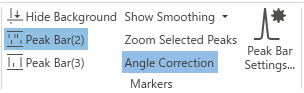 Hide Background Show Smoothing
Peak Bar(2) Zoom Selected Peaks
Peak Bar(3) Angle Correction
Peak Bar
Settings...
Markers